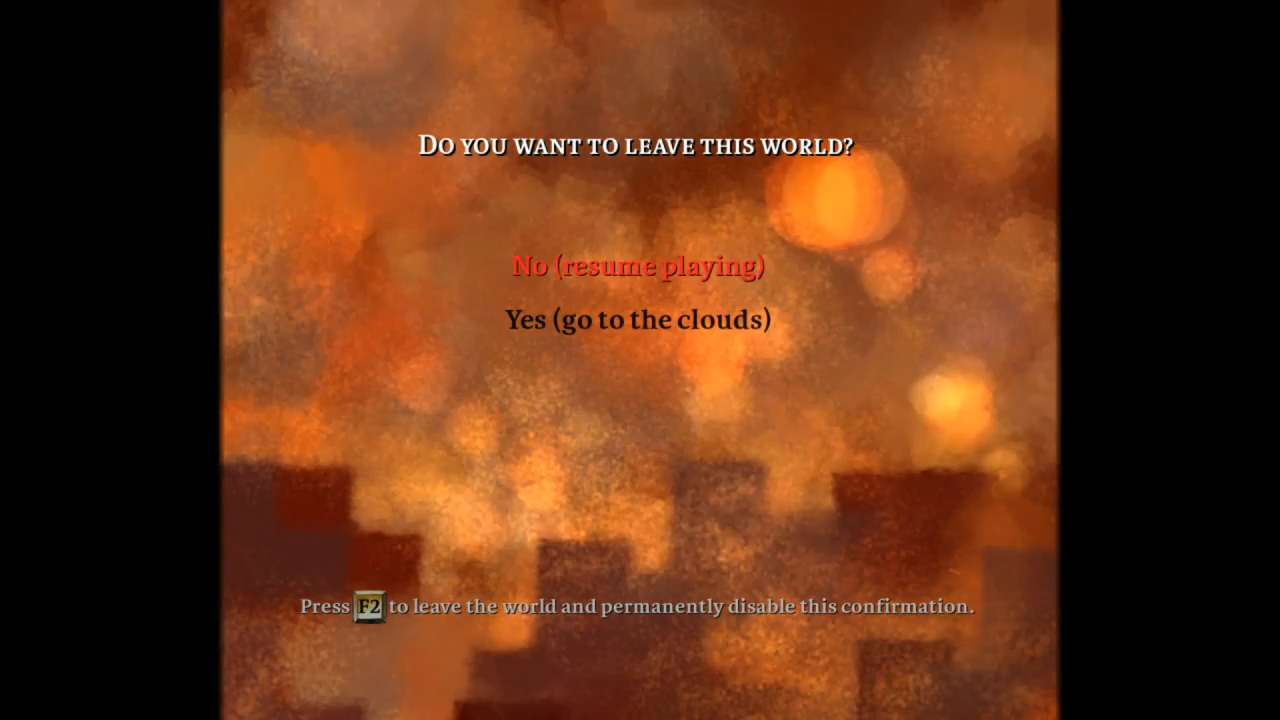 Do you want to leave this world?
No (resume playing)
Yes (go to the clouds)
Press F2 to leave the world and permanently disable this confirmation.